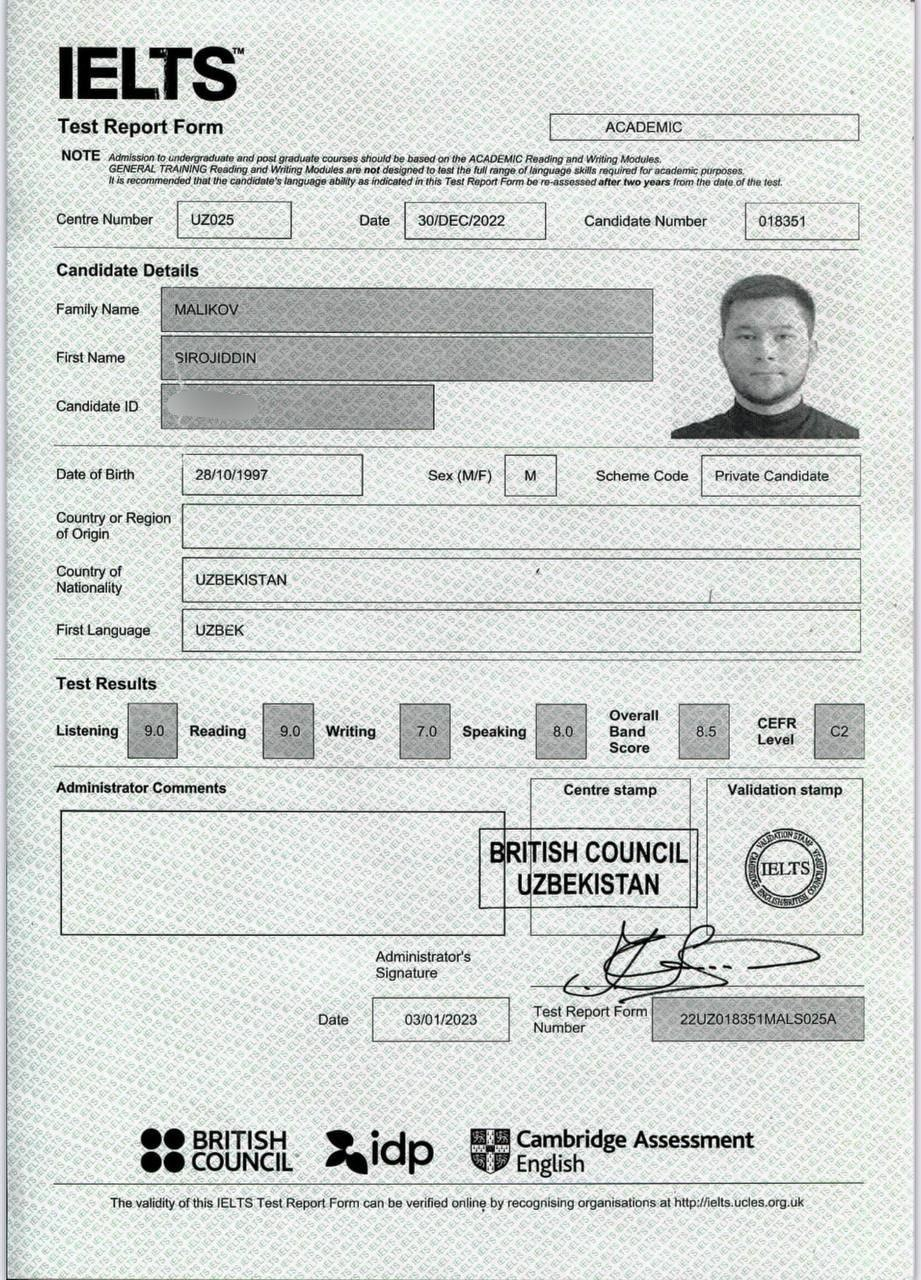 IELTS™
Test Report Form
ACADEMIC
NOTE Admission to undergraduate and post graduate courses should be based on the ACADEMIC Reading and Writing Modules.
GENERAL TRAINING Reading and Writing Modules are not designed to test the full range of language skills required for academic purposes.
It is recommended that the candidate's language ability as indicated in this Test Report Form be re-assessed after two years from the date of the test.
Centre Number UZ025 Date 30/DEC/2022 Candidate Number 018351
Candidate Details
Family Name MALIKOV
First Name SIROJIDDIN
Candidate ID
Date of Birth 28/10/1997 Sex (M/F) M Scheme Code Private Candidate
Country or Region
of Origin
Country of
Nationality UZBEKISTAN
First Language UZBEK
Test Results
Listening 9.0 Reading 9.0 Writing 7.0 Speaking 8.0 Overall Band Score 8.5 CEFR Level C2
Administrator Comments
Centre stamp
Validation stamp
BRITISH COUNCIL
UZBEKISTAN
IELTS
Administrator's
Signature
Date 03/01/2023
Test Report Form
Number 22UZ018351MALS025A
BRITISH
COUNCIL
idp
Cambridge Assessment
English
The validity of this IELTS Test Report Form can be verified online by recognising organisations at http://ielts.ucles.org.uk